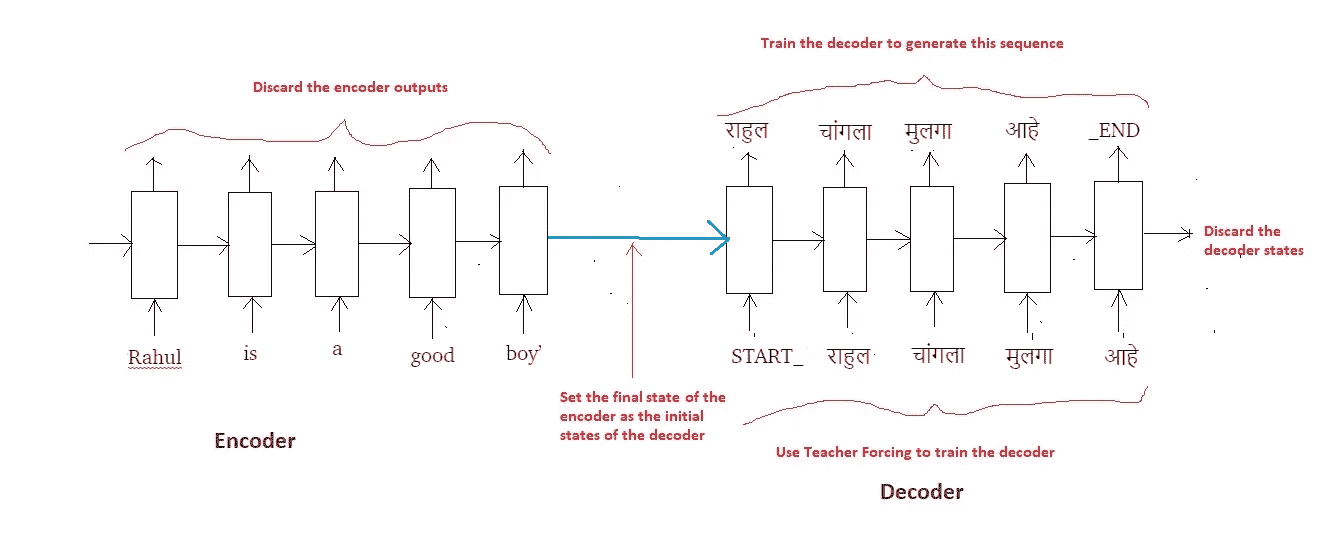 Train the decoder to generate this sequence
Discard the encoder outputs
राहुल चांगला मुलगा आहे _END
Discard the
decoder states
Rahul is a good boy’
START_ राहुल चांगला मुलगा आहे
Set the final state of the
encoder as the initial
states of the decoder
Encoder
Use Teacher Forcing to train the decoder
Decoder